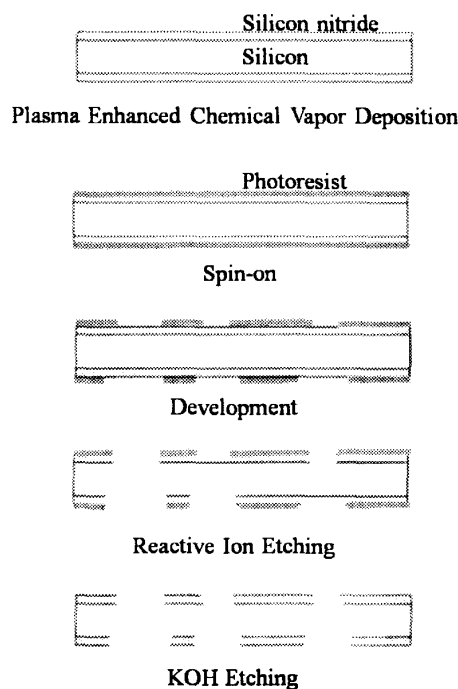 Silicon nitride
Silicon
Plasma Enhanced Chemical Vapor Deposition
Photoresist
Spin-on
Development
Reactive Ion Etching
KOH Etching